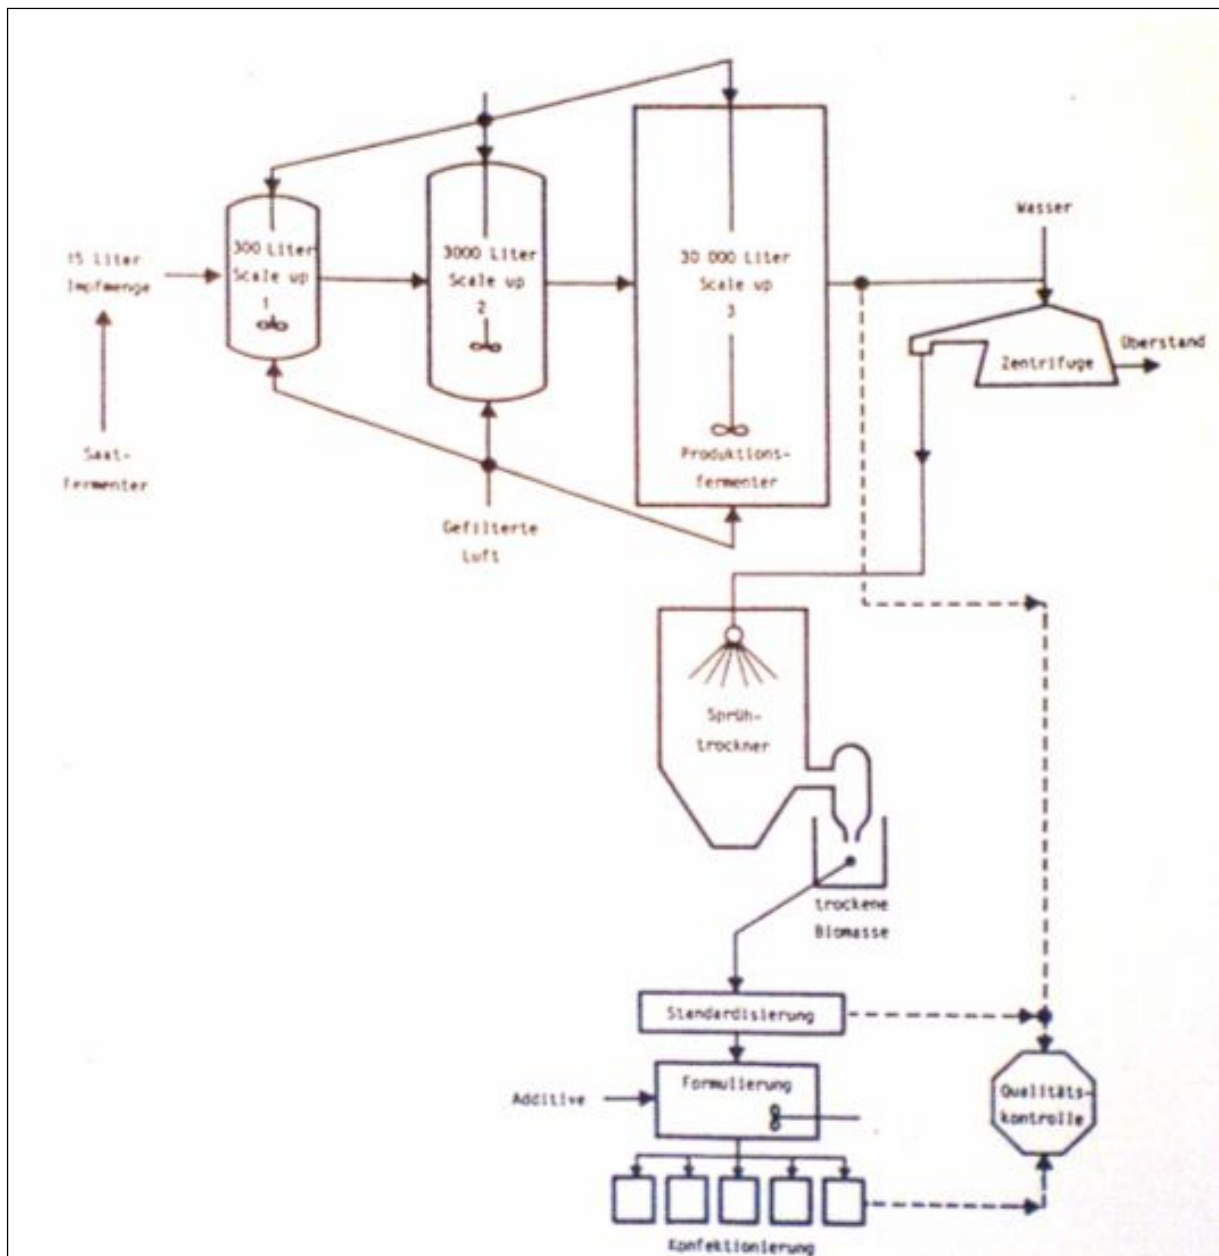 300 Liter
Scale up
1
3000 Liter
Scale up
2
30 000 Liter
Scale up
3
Wasser
15 Liter
Impfmenge
Zentrifuge
Überstand
Saat-
fermenter
Produktions-
fermenter
Gefilterte
Luft
Sprüh-
trockner
trockene
Biomasse
Standardisierung
Formulierung
Additive
Qualitäts-
kontrolle
Konfektionierung